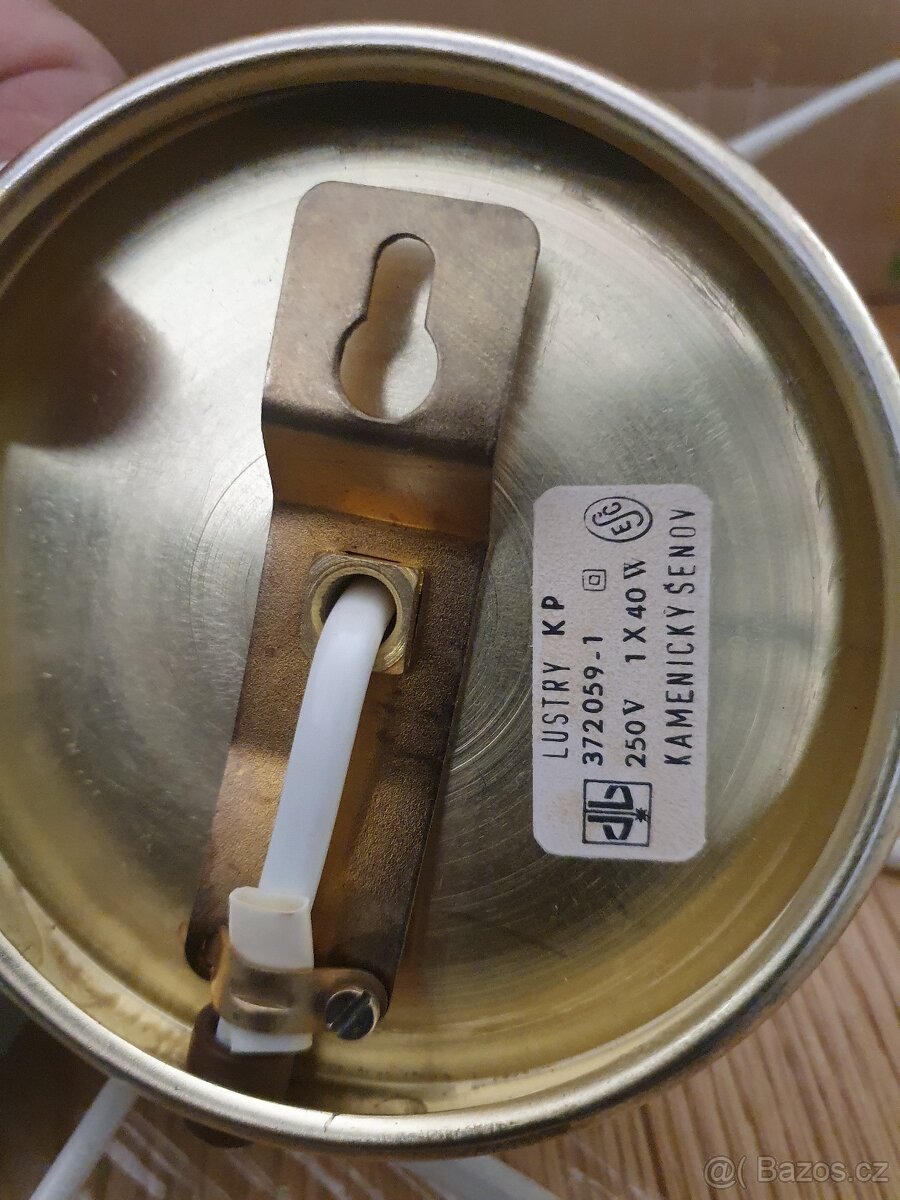 LUSTRY KP
372059-1
250V 1X40W
KAMENICKÝ ŠENOV
ESČ
@( Bazos.cz